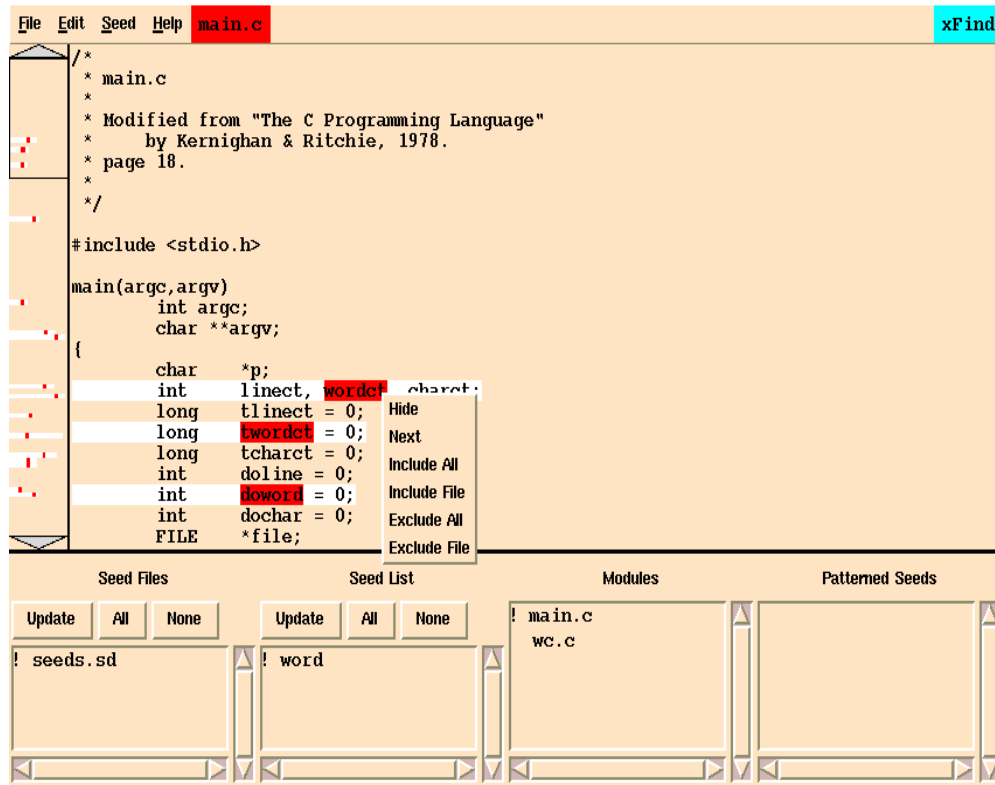 File Edit Seed Help main.c xFind
/*
* main.c
*
* Modified from "The C Programming Language"
* by Kernighan & Ritchie, 1978.
* page 18.
*
*/
#include <stdio.h>
main(argc,argv)
int argc;
char **argv;
{
char *p;
int linect, wordct, charct;
long tlinect = 0;
long twordct = 0;
long tcharct = 0;
int doline = 0;
int doword = 0;
int dochar = 0;
FILE *file;
Hide
Next
Include All
Include File
Exclude All
Exclude File
Seed Files Seed List Modules Patterned Seeds
Update All None Update All None
! main.c
wc.c
! seeds.sd
! word